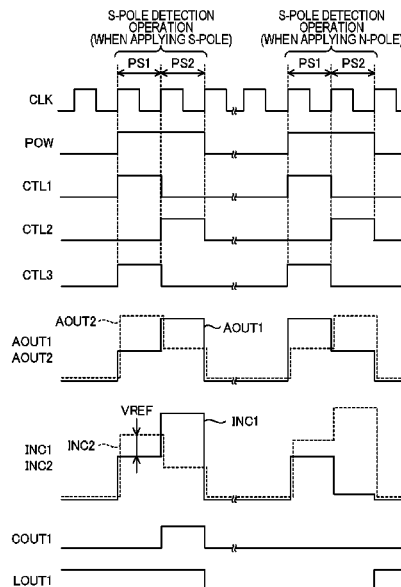 S-POLE DETECTION
OPERATION
(WHEN APPLYING S-POLE)
S-POLE DETECTION
OPERATION
(WHEN APPLYING N-POLE)
PS1 PS2 PS1 PS2
CLK
POW
CTL1
CTL2
CTL3
AOUT2 AOUT1
AOUT1
AOUT2
VREF
INC2 INC1
INC1
INC2
COUT1
LOUT1